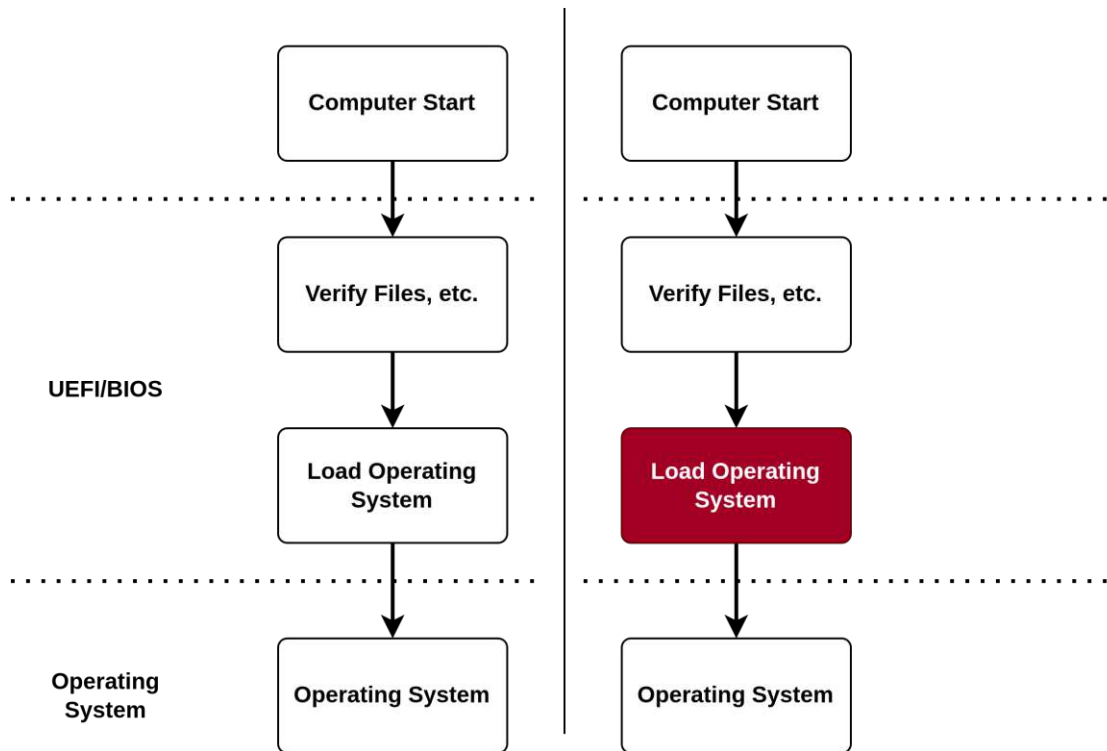 Computer Start
Computer Start
Verify Files, etc.
Verify Files, etc.
UEFI/BIOS
Load Operating
System
Load Operating
System
Operating
System
Operating System
Operating System